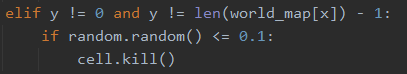 elif y != 0 and y != len(world_map[x]) - 1:
    if random.random() <= 0.1:
        cell.kill()